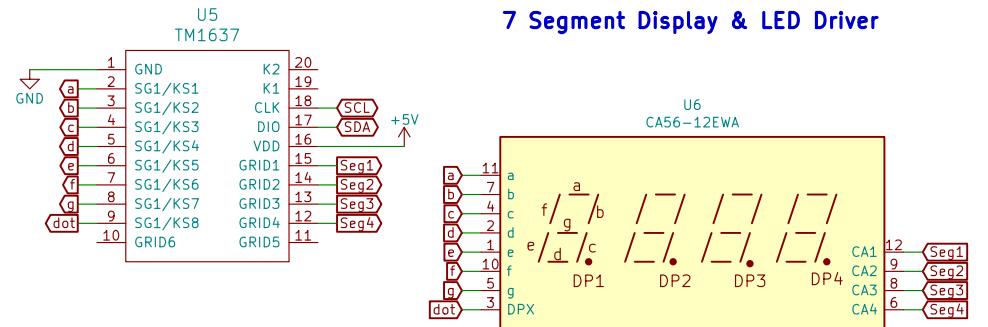 7 Segment Display & LED Driver
U5
TM1637
1 GND K2 20
a 2 SG1/KS1 K1 19
b 3 SG1/KS2 CLK 18 SCL
c 4 SG1/KS3 DIO 17 SDA
d 5 SG1/KS4 VDD 16 +5V
e 6 SG1/KS5 GRID1 15 Seg1
f 7 SG1/KS6 GRID2 14 Seg2
g 8 SG1/KS7 GRID3 13 Seg3
dot 9 SG1/KS8 GRID4 12 Seg4
10 GRID6 GRID5 11
GND
U6
CA56-12EWA
a 11 a
b 7 b
c 4 c
d 2 d
e 1 e
f 10 f
g 5 g
dot 3 DPX
a
f b
g
e d c
DP1 DP2 DP3 DP4
CA1 12 Seg1
CA2 9 Seg2
CA3 8 Seg3
CA4 6 Seg4